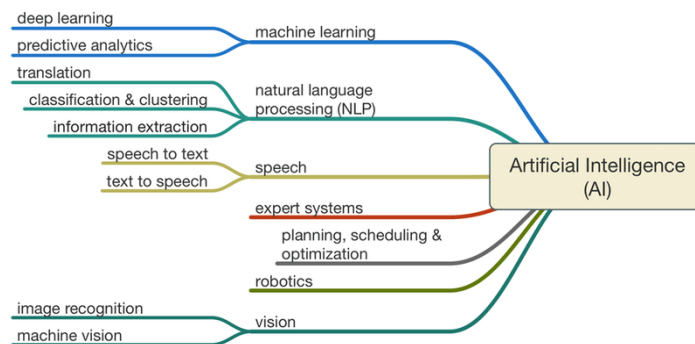 deep learning
predictive analytics
machine learning
translation
classification & clustering
information extraction
natural language
processing (NLP)
speech to text
text to speech
speech
expert systems
planning, scheduling &
optimization
robotics
image recognition
machine vision
vision
Artificial Intelligence
(AI)